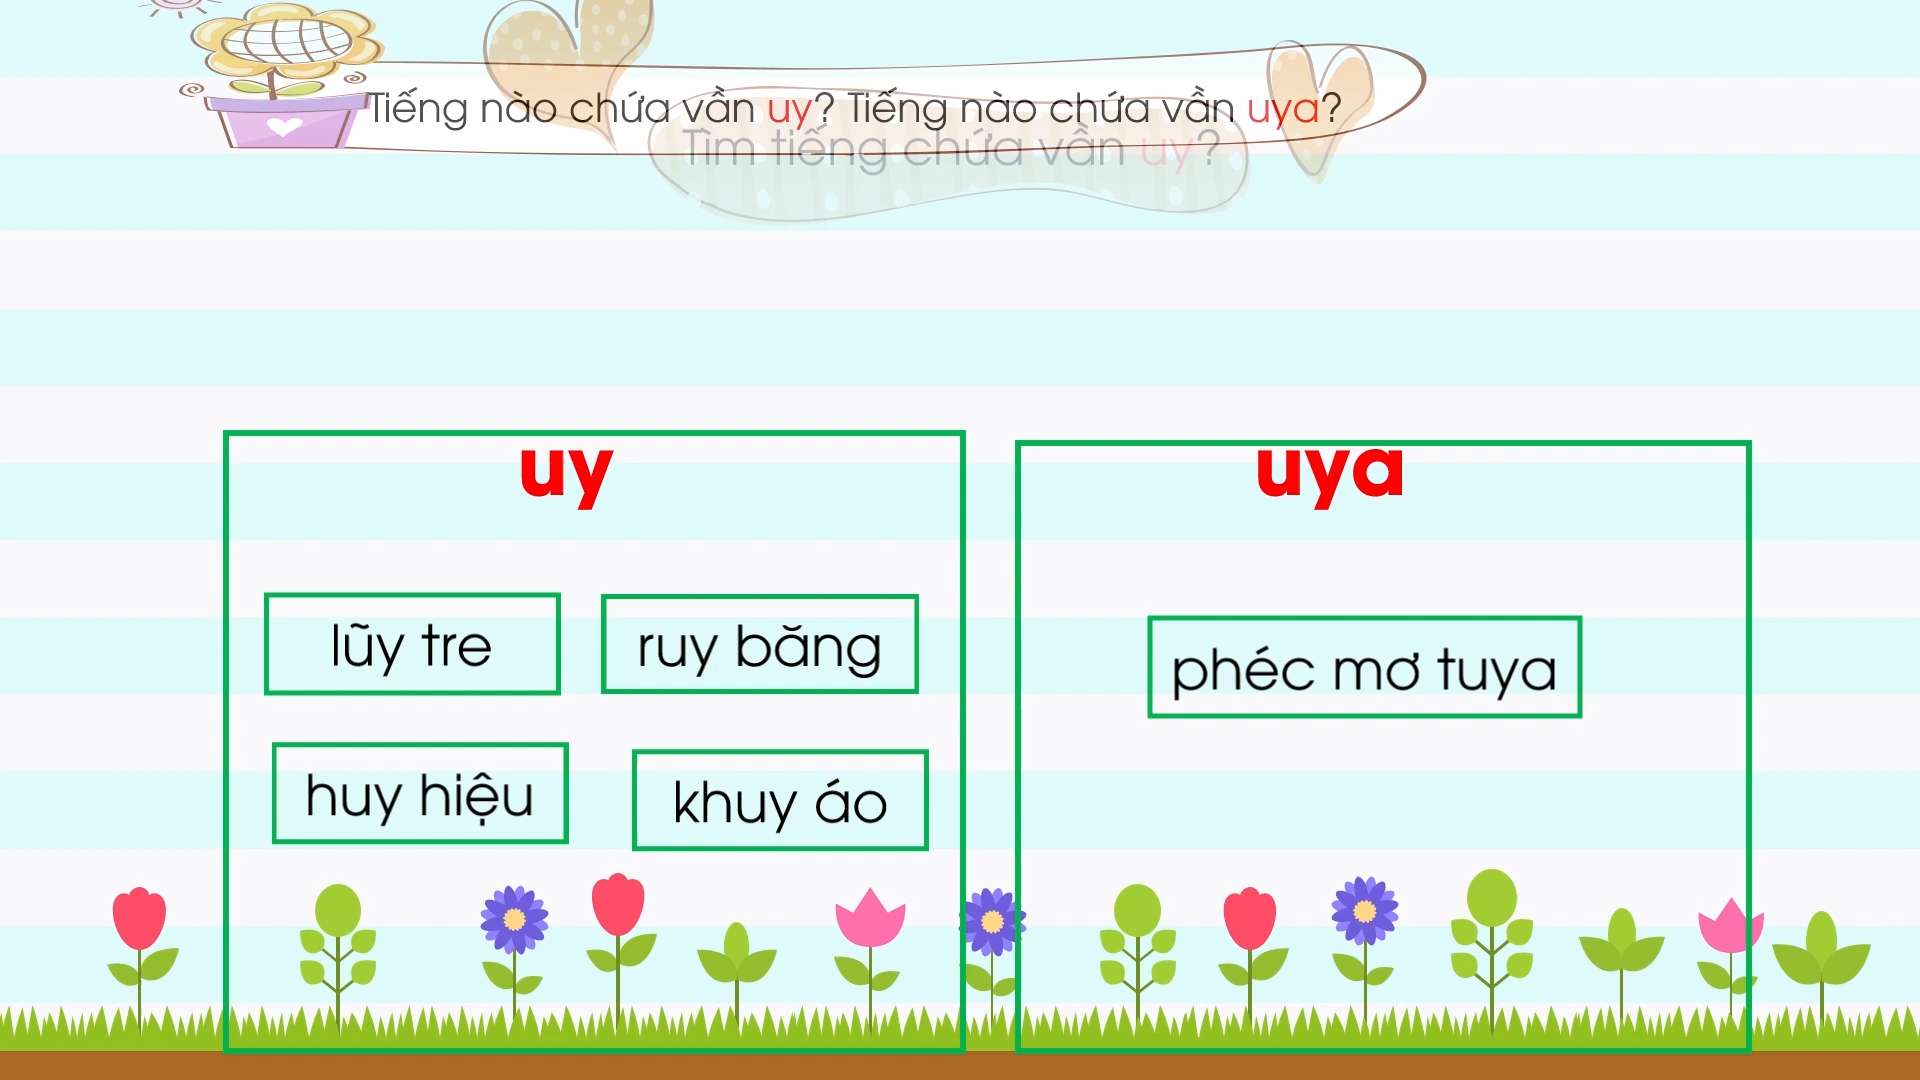 Tiếng nào chứa vần uy? Tiếng nào chứa vần uya?
Tìm tiếng chứa vần uy?
uy
uya
lũy tre
ruy băng
phéc mơ tuya
huy hiệu
khuy áo